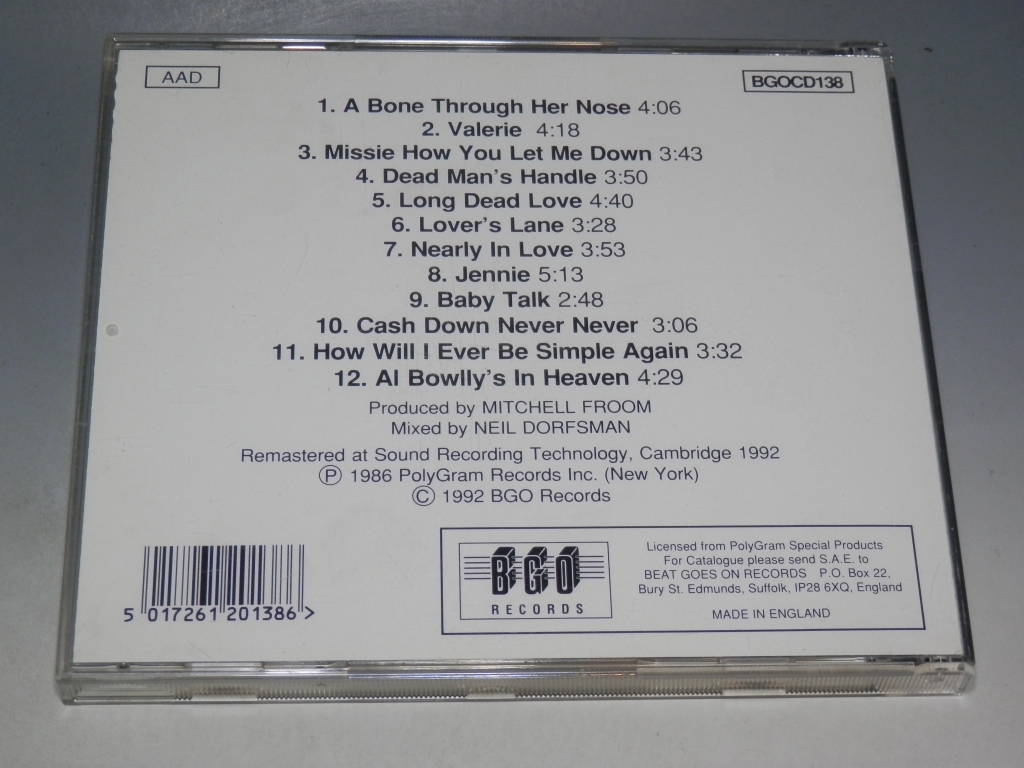 AAD
BGOCD138
1. A Bone Through Her Nose 4:06
2. Valerie 4:18
3. Missie How You Let Me Down 3:43
4. Dead Man's Handle 3:50
5. Long Dead Love 4:40
6. Lover's Lane 3:28
7. Nearly In Love 3:53
8. Jennie 5:13
9. Baby Talk 2:48
10. Cash Down Never Never 3:06
11. How Will I Ever Be Simple Again 3:32
12. Al Bowlly's In Heaven 4:29
Produced by MITCHELL FROOM
Mixed by NEIL DORFSMAN
Remastered at Sound Recording Technology, Cambridge 1992
Ⓟ 1986 PolyGram Records Inc. (New York)
© 1992 BGO Records
5 017261 201386 >
BGO
RECORDS
Licensed from PolyGram Special Products
For Catalogue please send S.A.E. to
BEAT GOES ON RECORDS P.O. Box 22,
Bury St. Edmunds, Suffolk, IP28 6XQ, England
MADE IN ENGLAND